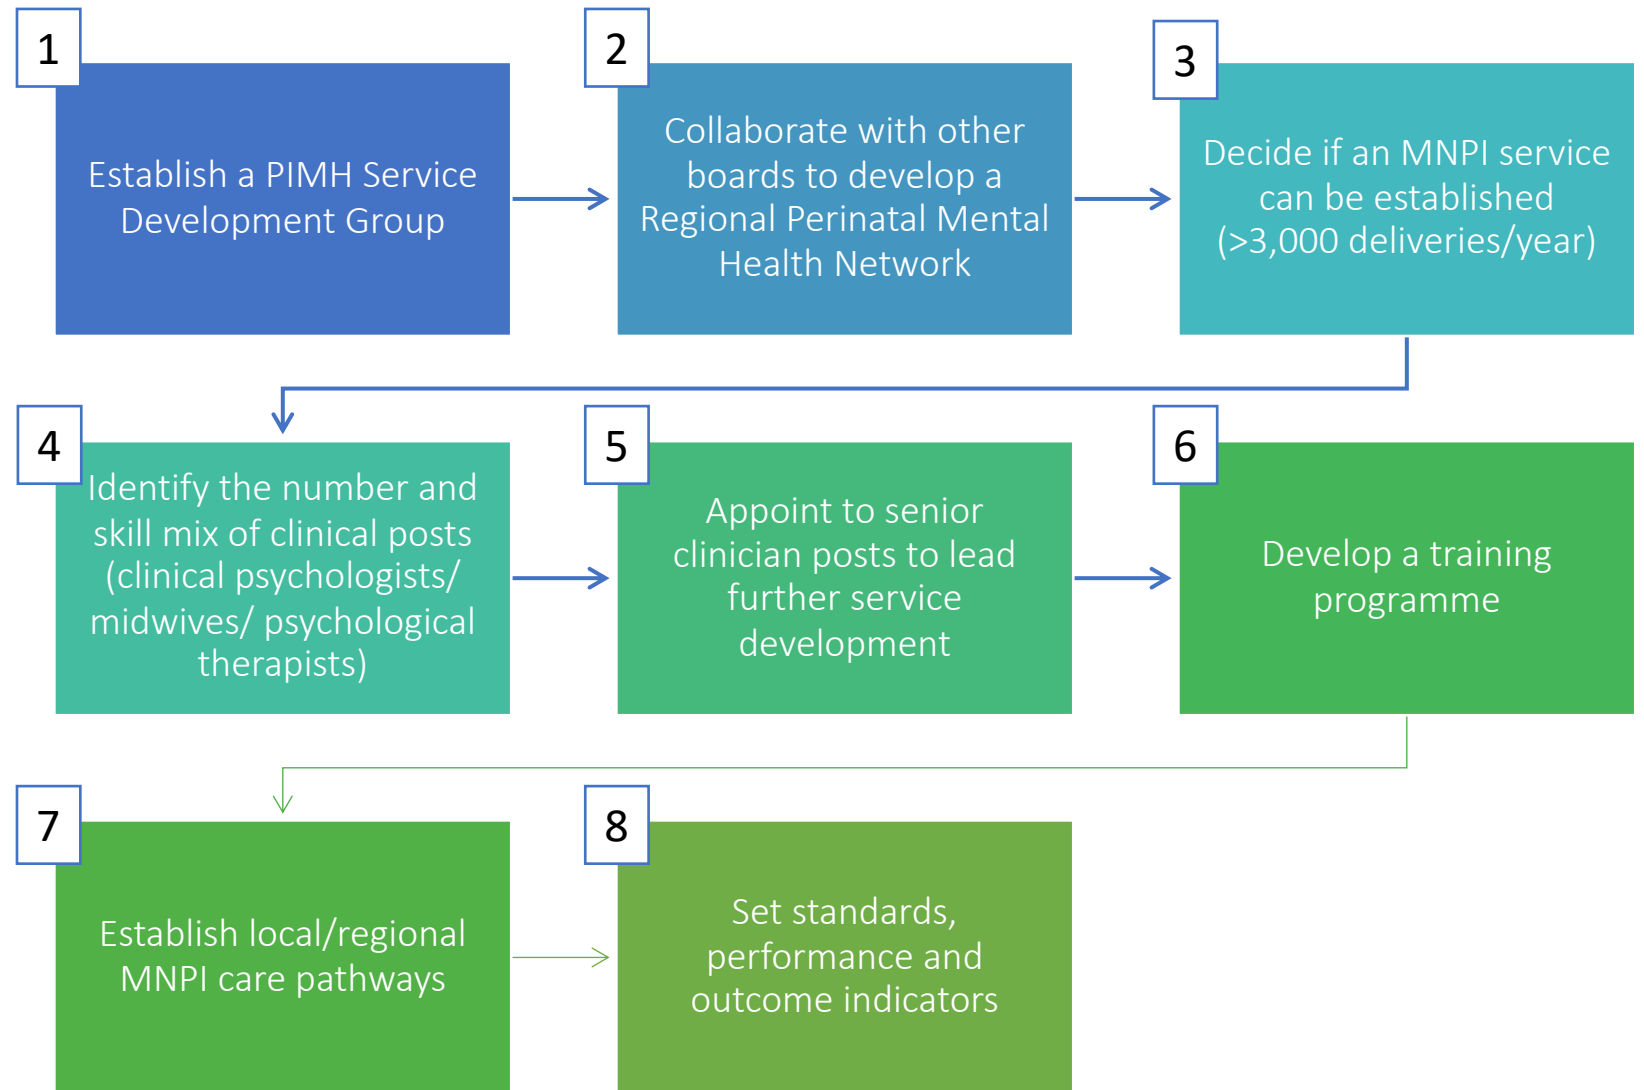 1
Establish a PIMH Service
Development Group
2
Collaborate with other
boards to develop a
Regional Perinatal Mental
Health Network
3
Decide if an MNPI service
can be established
(>3,000 deliveries/year)
4
Identify the number and
skill mix of clinical posts
(clinical psychologists/
midwives/ psychological
therapists)
5
Appoint to senior
clinician posts to lead
further service
development
6
Develop a training
programme
7
Establish local/regional
MNPI care pathways
8
Set standards,
performance and
outcome indicators